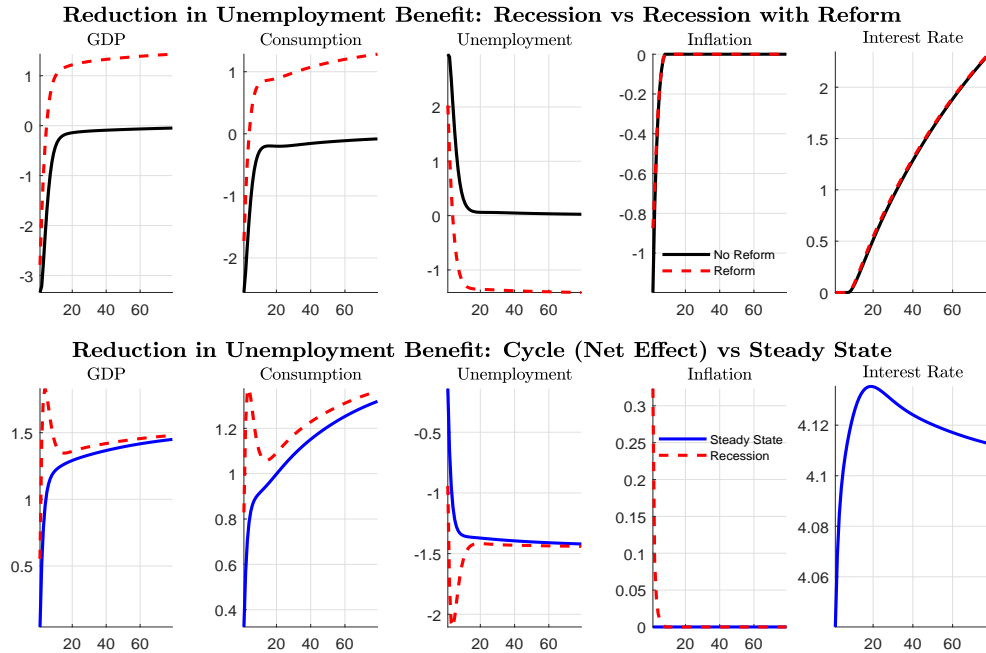 Reduction in Unemployment Benefit: Recession vs Recession with Reform
GDP
Consumption
Unemployment
Inflation
Interest Rate
1
0
-1
-2
-3
20 40 60
1
0
-1
-2
20 40 60
2
1
0
-1
20 40 60
0
-0.2
-0.4
-0.6
-0.8
-1
No Reform
Reform
20 40 60
2
1.5
1
0.5
0
20 40 60
Reduction in Unemployment Benefit: Cycle (Net Effect) vs Steady State
GDP
Consumption
Unemployment
Inflation
Interest Rate
1.5
1
0.5
20 40 60
1.2
1
0.8
0.6
0.4
20 40 60
-0.5
-1
-1.5
-2
20 40 60
0.3
0.25
0.2
0.15
0.1
0.05
0
Steady State
Recession
20 40 60
4.12
4.1
4.08
4.06
20 40 60